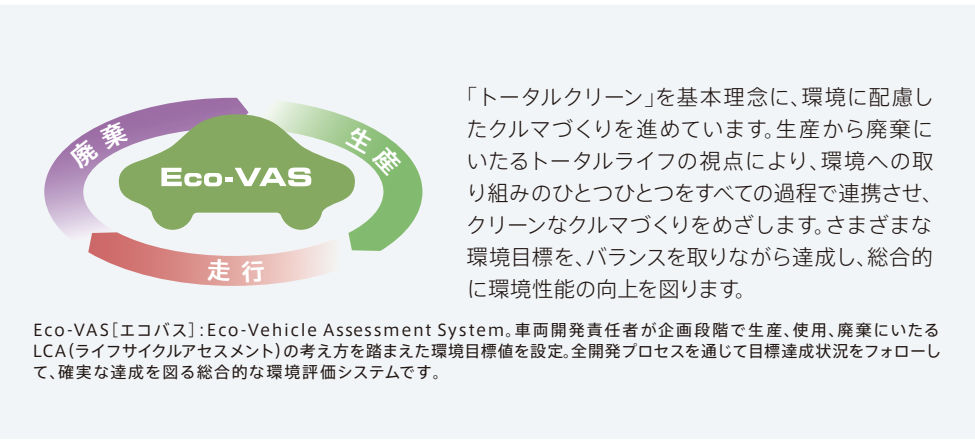 廃棄
生産
Eco-VAS
走行
「トータルクリーン」を基本理念に、環境に配慮し
たクルマづくりを進めています。生産から廃棄に
いたるトータルライフの視点により、環境への取
り組みのひとつひとつをすべての過程で連携させ、
クリーンなクルマづくりをめざします。さまざまな
環境目標を、バランスを取りながら達成し、総合的
に環境性能の向上を図ります。
Eco-VAS[エコバス]:Eco-Vehicle Assessment System。車両開発責任者が企画段階で生産、使用、廃棄にいたる
LCA(ライフサイクルアセスメント)の考え方を踏まえた環境目標値を設定。全開発プロセスを通じて目標達成状況をフォローし
て、確実な達成を図る総合的な環境評価システムです。